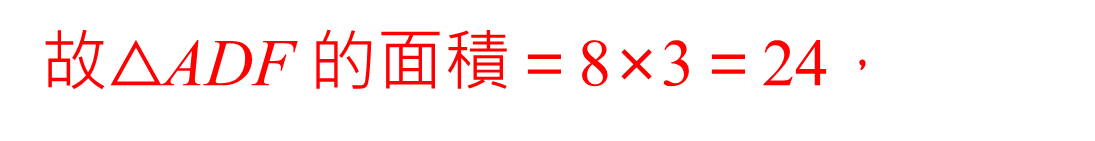 故△ADF 的面積 = 8×3 = 24，